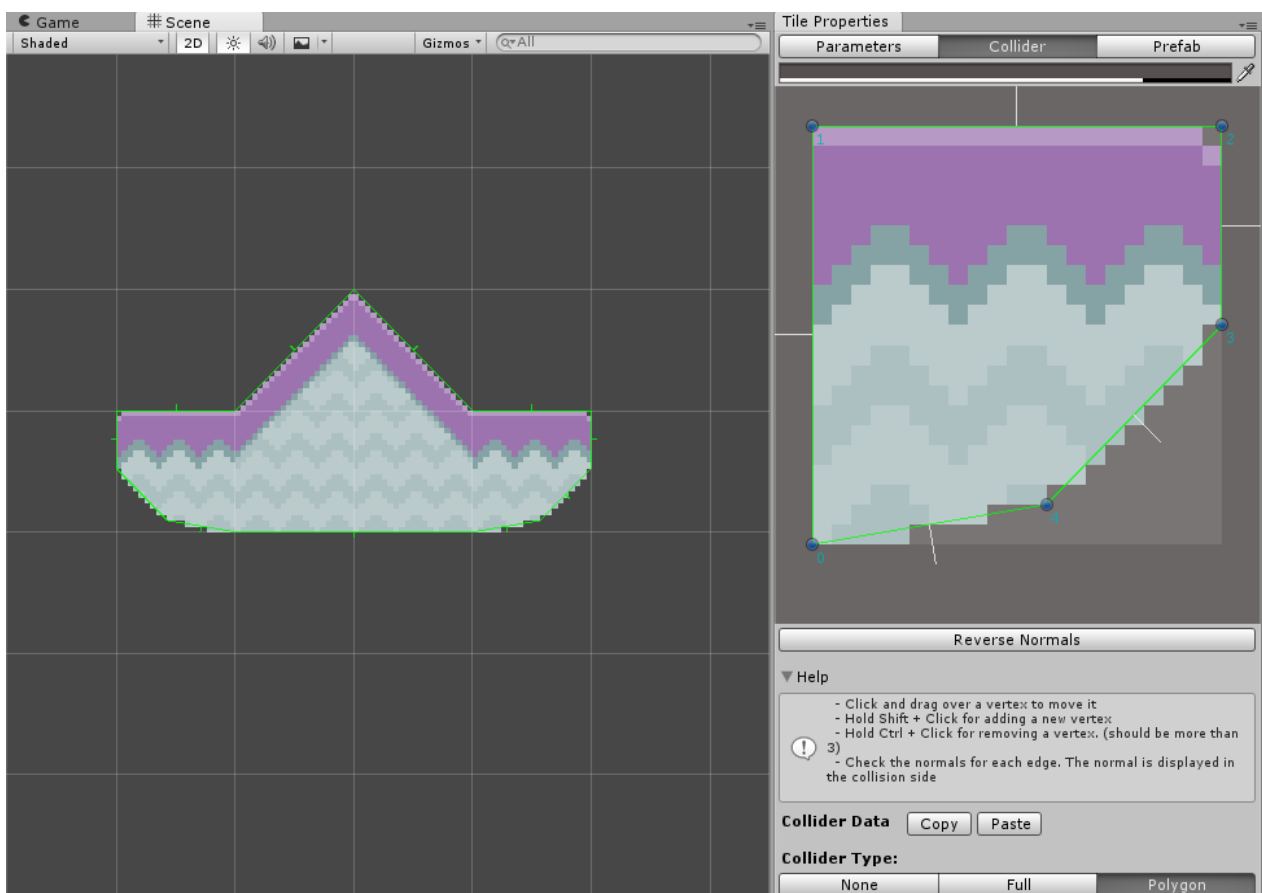 Game
Scene
Shaded
2D
Gizmos
All
Tile Properties
Parameters
Collider
Prefab
1
2
3
4
0
Reverse Normals
Help
- Click and drag over a vertex to move it
- Hold Shift + Click for adding a new vertex
- Hold Ctrl + Click for removing a vertex. (should be more than
3)
- Check the normals for each edge. The normal is displayed in
the collision side
Collider Data
Copy
Paste
Collider Type:
None
Full
Polygon